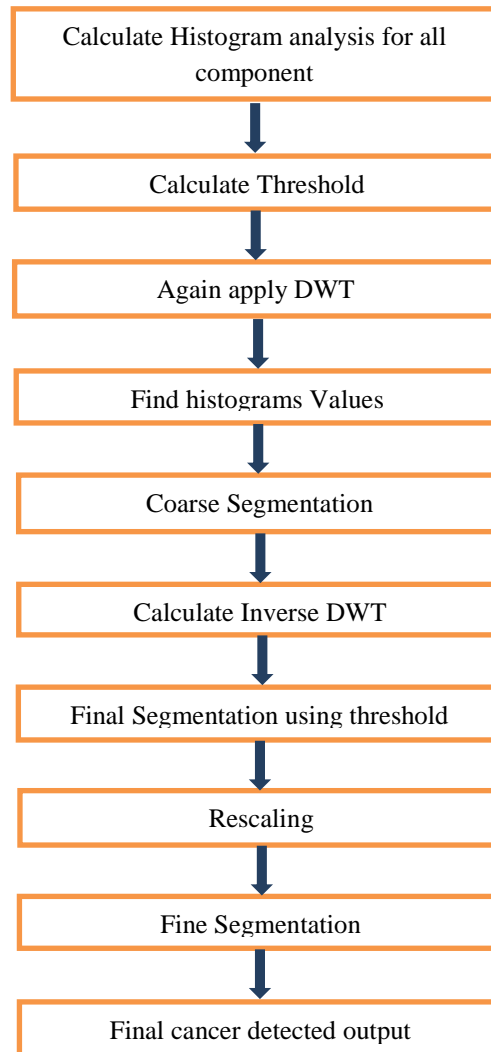 Calculate Histogram analysis for all
component
Calculate Threshold
Again apply DWT
Find histograms Values
Coarse Segmentation
Calculate Inverse DWT
Final Segmentation using threshold
Rescaling
Fine Segmentation
Final cancer detected output